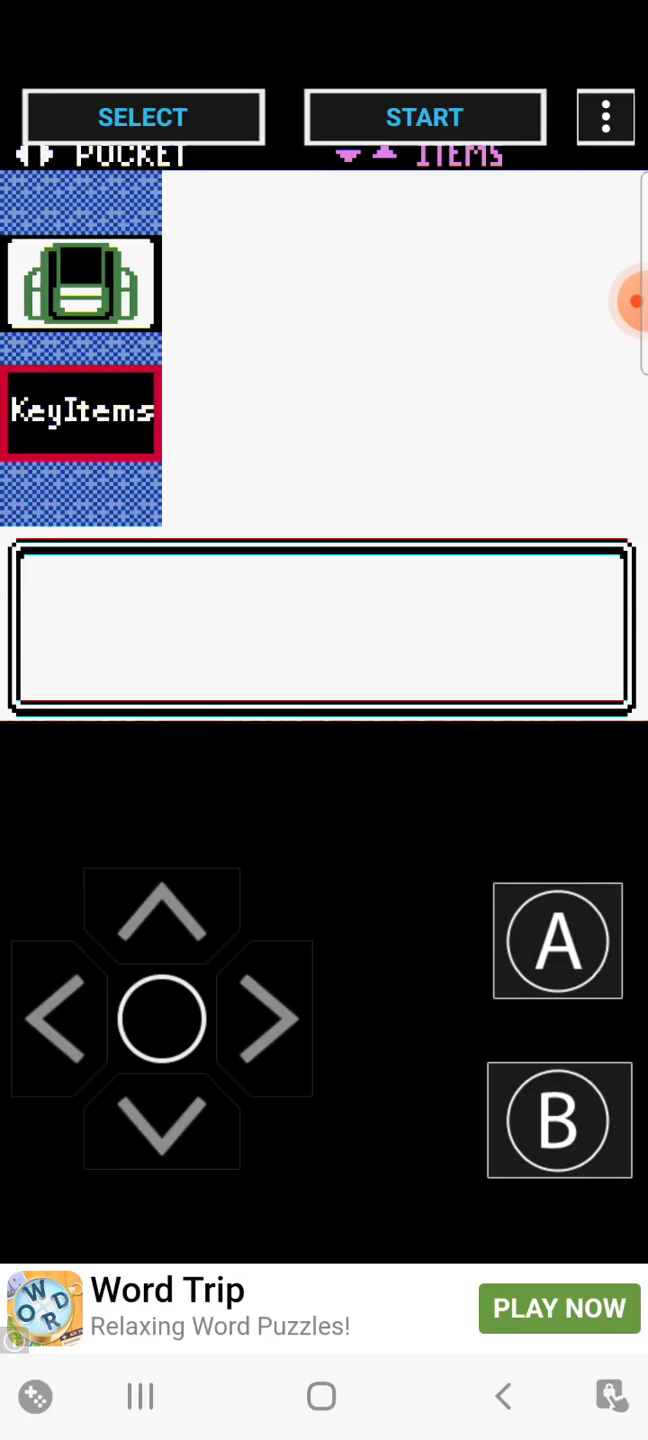 SELECT
START
POCKET
ITEMS
KeyItems
A
B
Word Trip
Relaxing Word Puzzles!
PLAY NOW
W
O
R
D